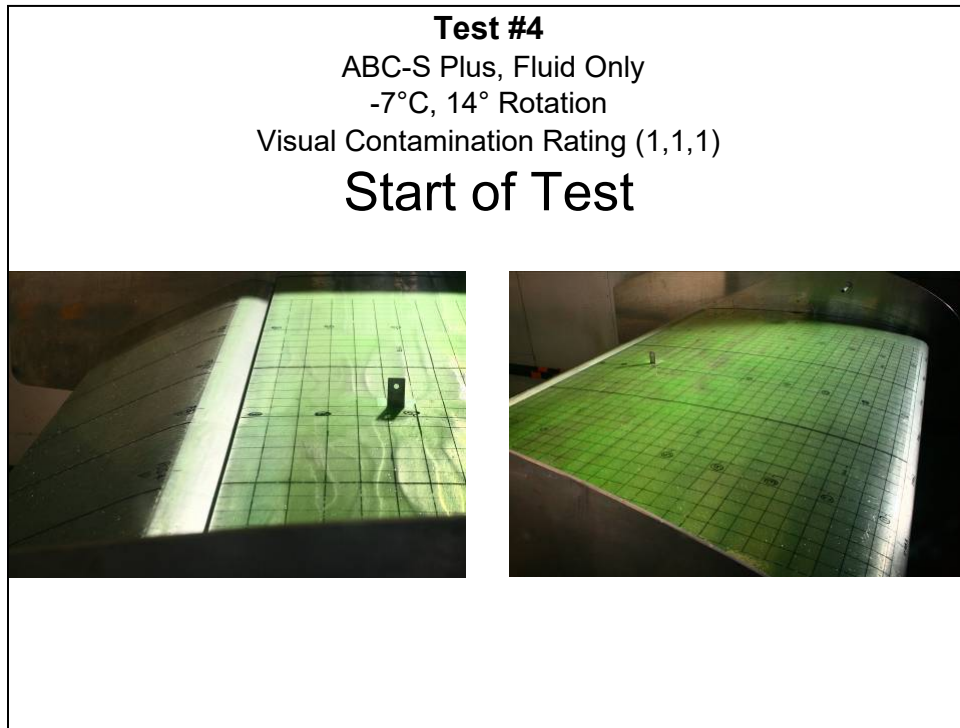 Test #4
ABC-S Plus, Fluid Only
-7°C, 14° Rotation
Visual Contamination Rating (1,1,1)
Start of Test